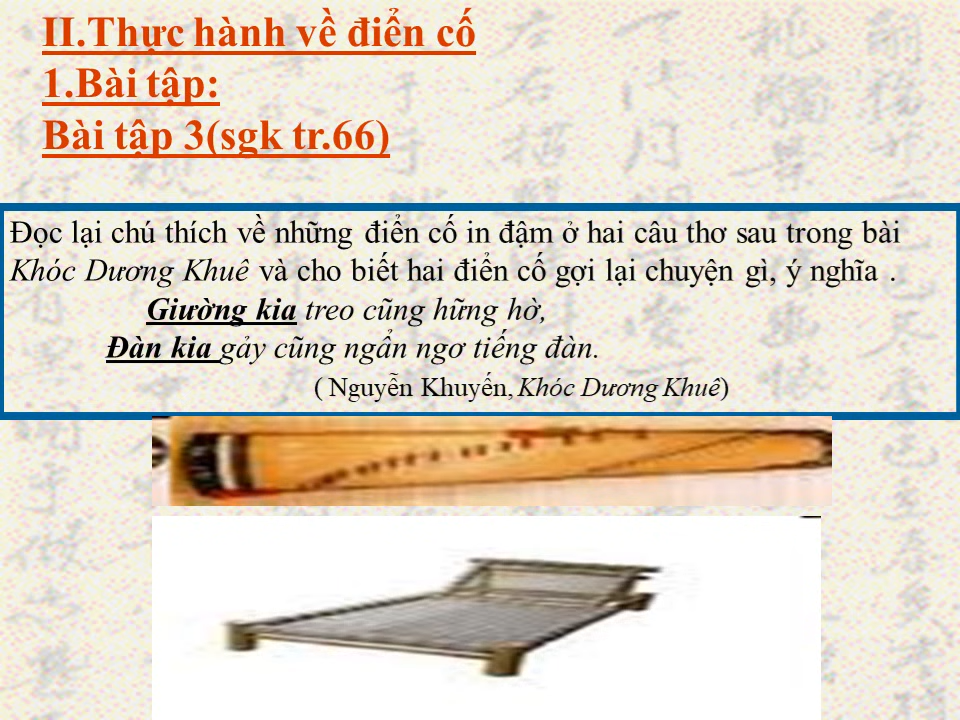 II.Thực hành về điển cố
1.Bài tập:
Bài tập 3(sgk tr.66)
Đọc lại chú thích về những điển cố in đậm ở hai câu thơ sau trong bài
Khóc Dương Khuê và cho biết hai điển cố gợi lại chuyện gì, ý nghĩa .
Giường kia treo cũng hững hờ,
Đàn kia gảy cũng ngẩn ngơ tiếng đàn.
( Nguyễn Khuyến, Khóc Dương Khuê)